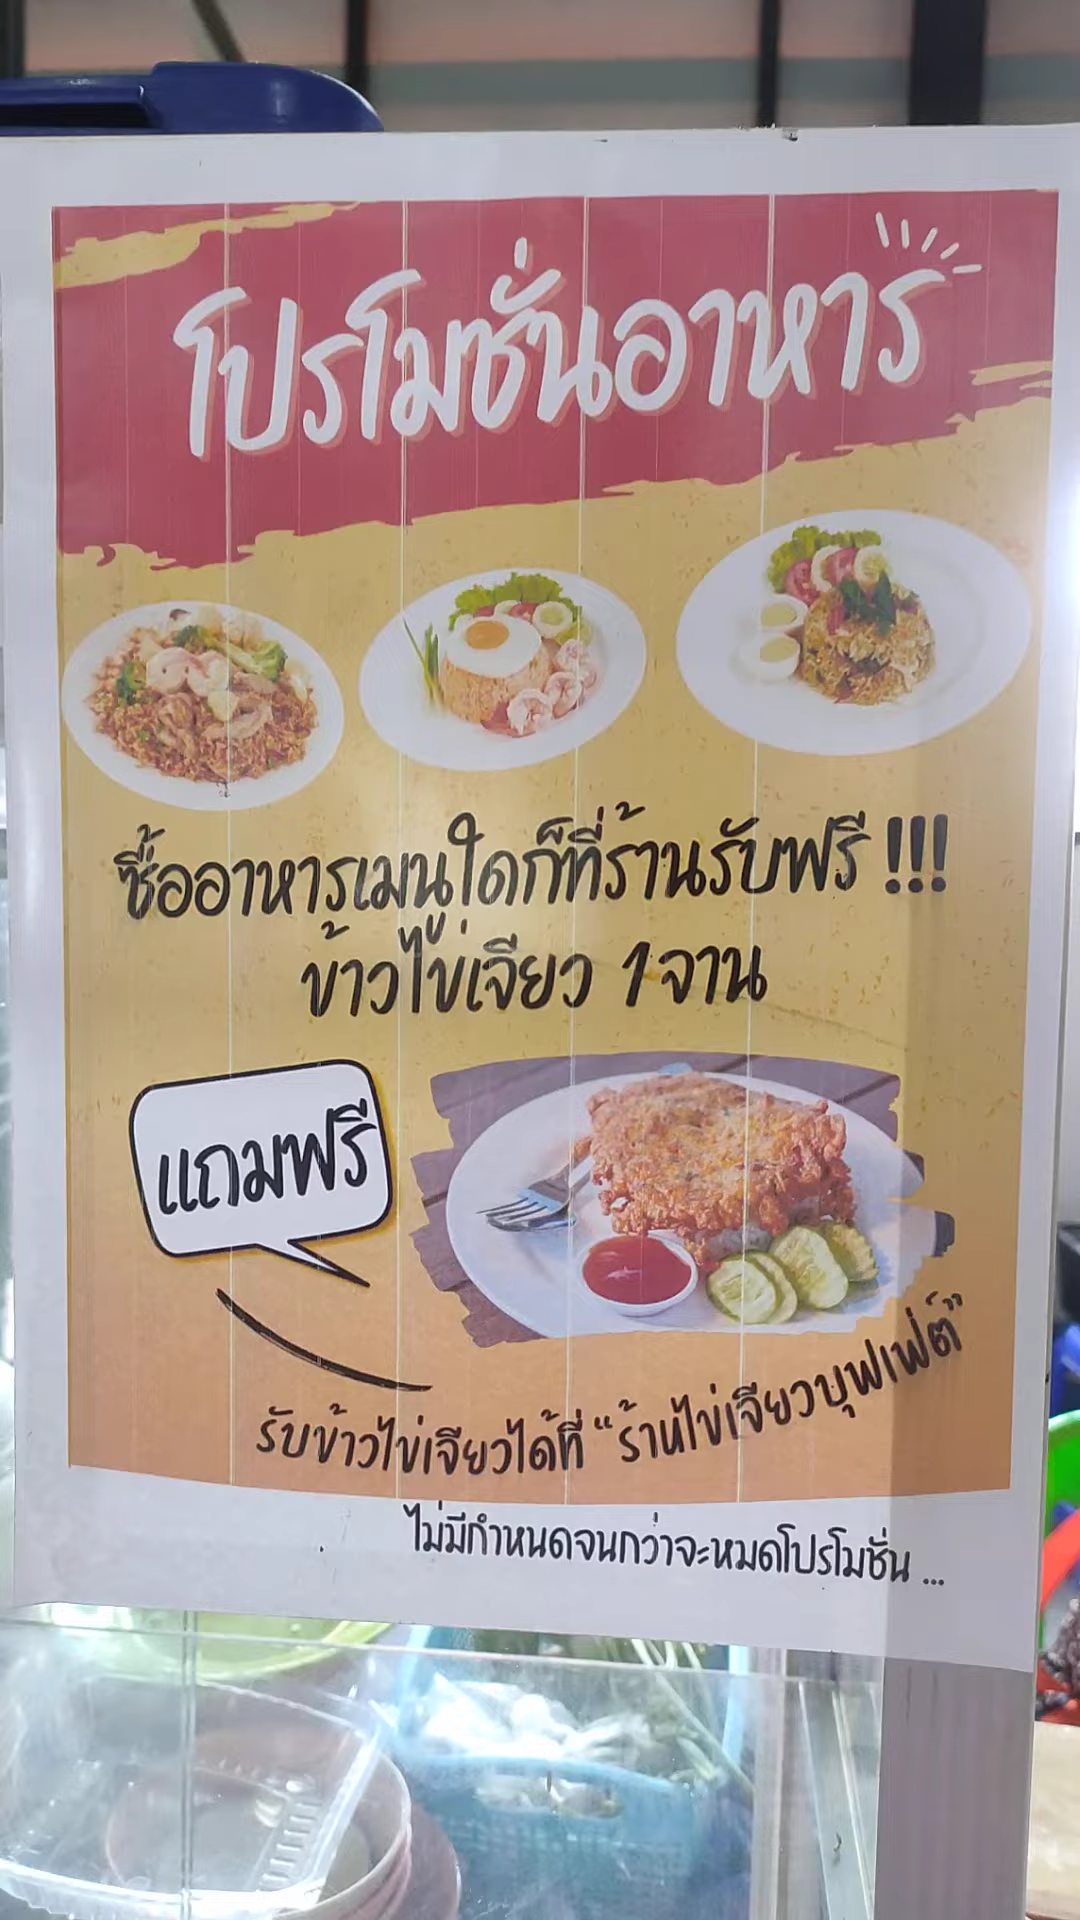 โปรโมชั่นอาหาร
ซื้ออาหารเมนูใดก็ที่ร้านรับฟรี !!!
ข้าวไข่เจียว 1 จาน
แถมฟรี
รับข้าวไข่เจียวได้ที่ “ร้านไข่เจียวบุฟเฟ่ต์”
ไม่มีกำหนดจนกว่าจะหมดโปรโมชั่น ...